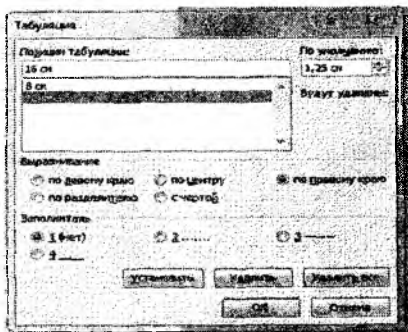 Табуляция
Позиции табуляции:
По умолчанию:
16 см
1,25 см
8 см
Будут удалены:
Выравнивание
по левому краю
по центру
по правому краю
по разделителю
с чертой
Заполнитель
1 (нет)
2 .......
3 -------
4 ____
Установить
Удалить
Удалить все
ОК
Отмена